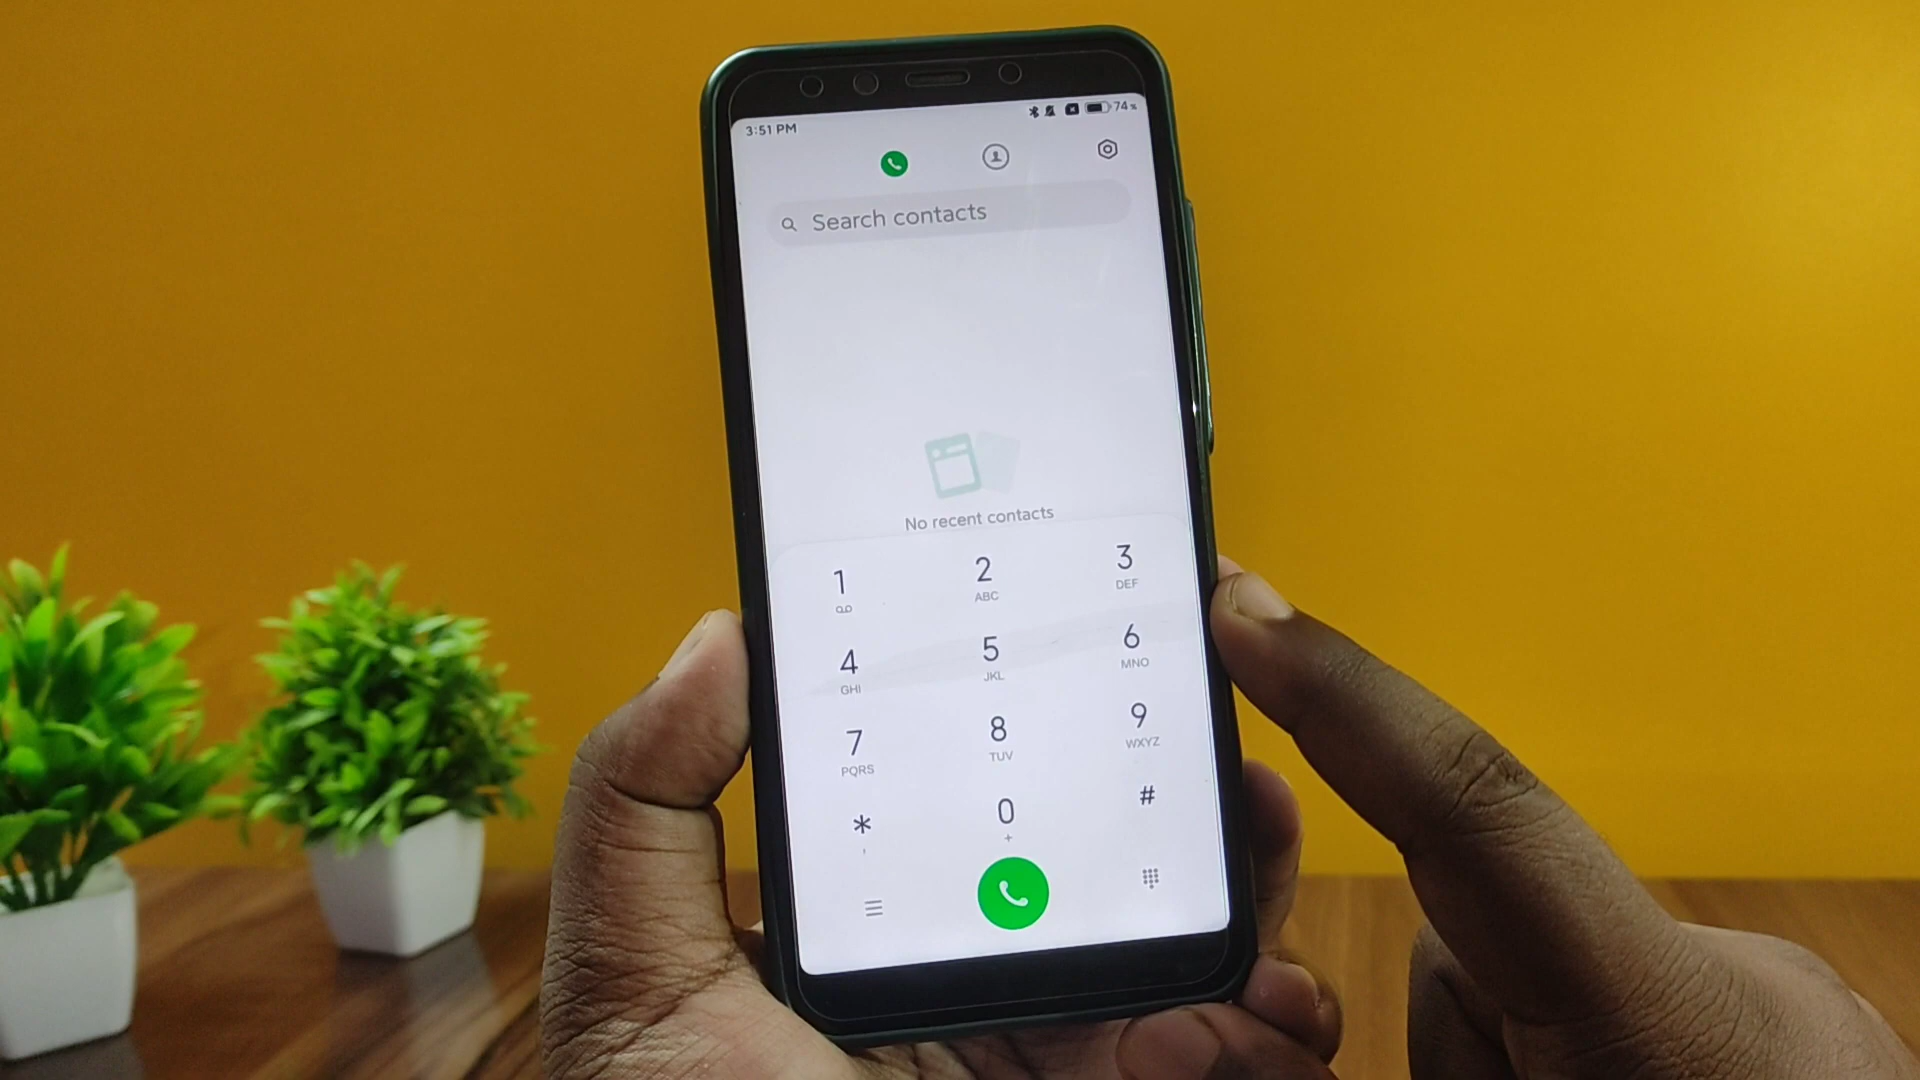 3:51 PM
74%
Search contacts
No recent contacts
1
2
ABC
3
DEF
4
GHI
5
JKL
6
MNO
7
PQRS
8
TUV
9
WXYZ
*
,
0
+
#